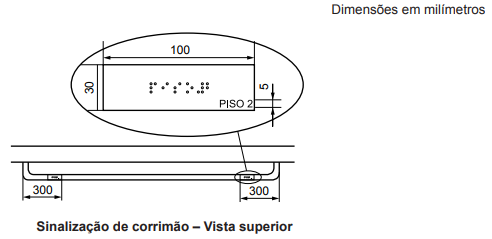 Dimensões em milímetros
100
30
5
PISO 2
300
300
Sinalização de corrimão – Vista superior